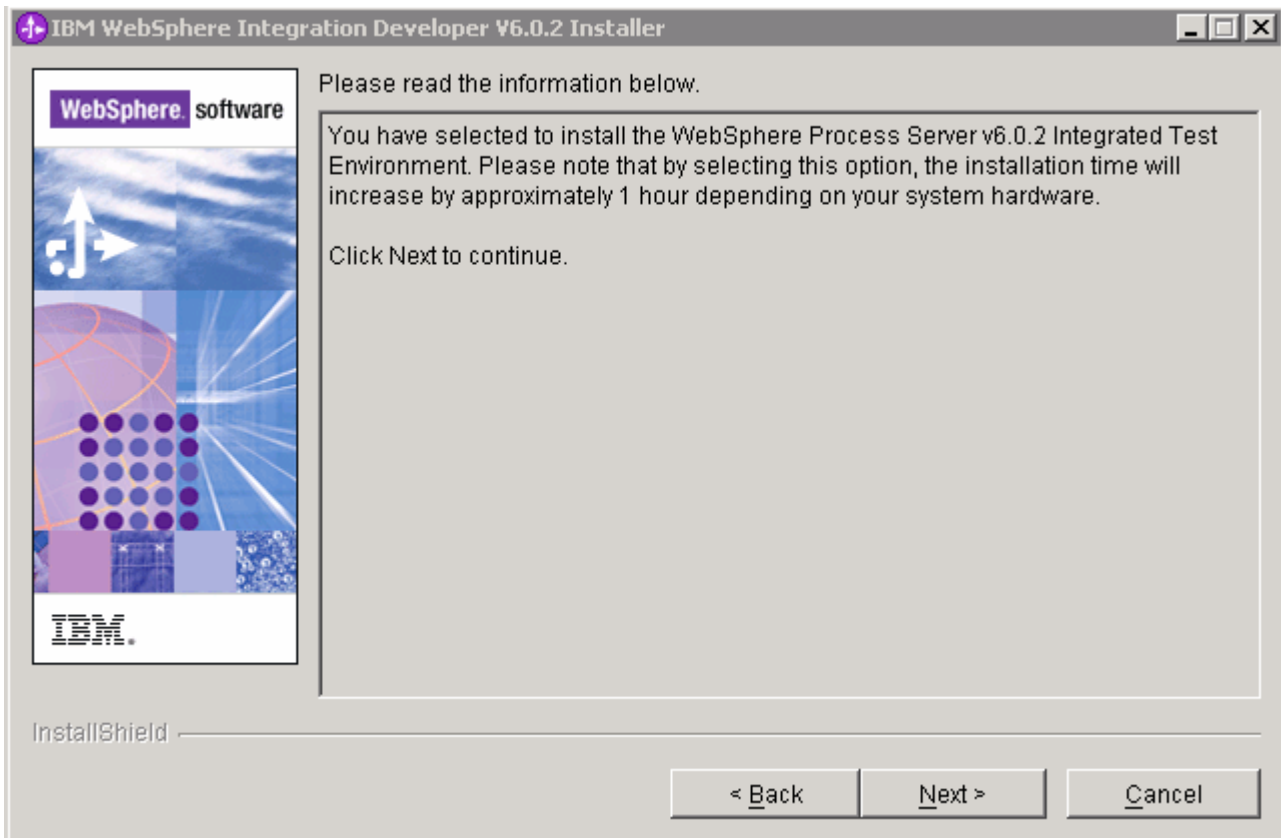 IBM WebSphere Integration Developer V6.0.2 Installer
WebSphere. software
Please read the information below.
You have selected to install the WebSphere Process Server v6.0.2 Integrated Test
Environment. Please note that by selecting this option, the installation time will
increase by approximately 1 hour depending on your system hardware.
Click Next to continue.
IBM.
InstallShield
< Back
Next >
Cancel